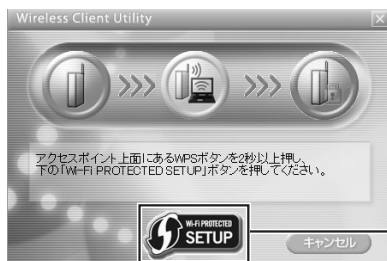 Wireless Client Utility
アクセスポイント上面にあるWPSボタンを2秒以上押し、
下の「Wi-Fi PROTECTED SETUP」ボタンを押してください。
Wi-Fi PROTECTED
SETUP
キャンセル